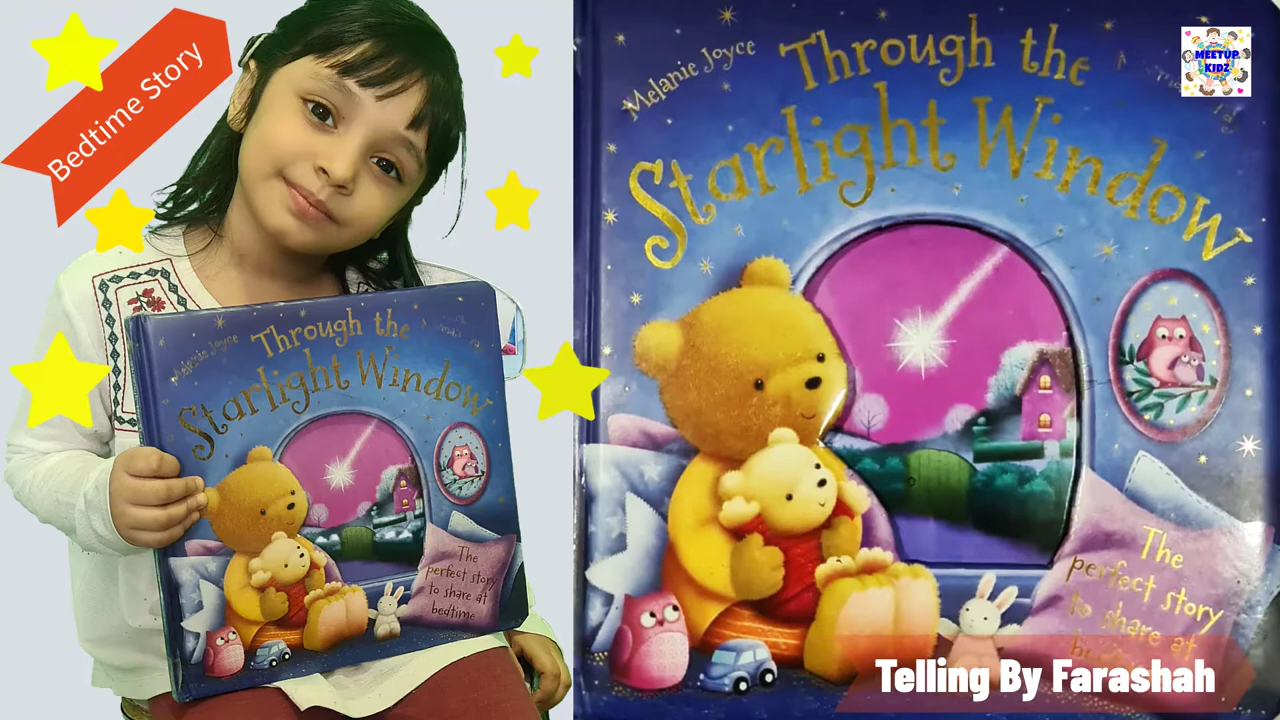 Bedtime Story
Melanie Joyce
Through the
Starlight Window
The
perfect story
to share at
bedtime
Melanie Joyce
Through the
Starlight Window
MEETUP
KIDZ
The
perfect story
to share at
Telling By Farashah